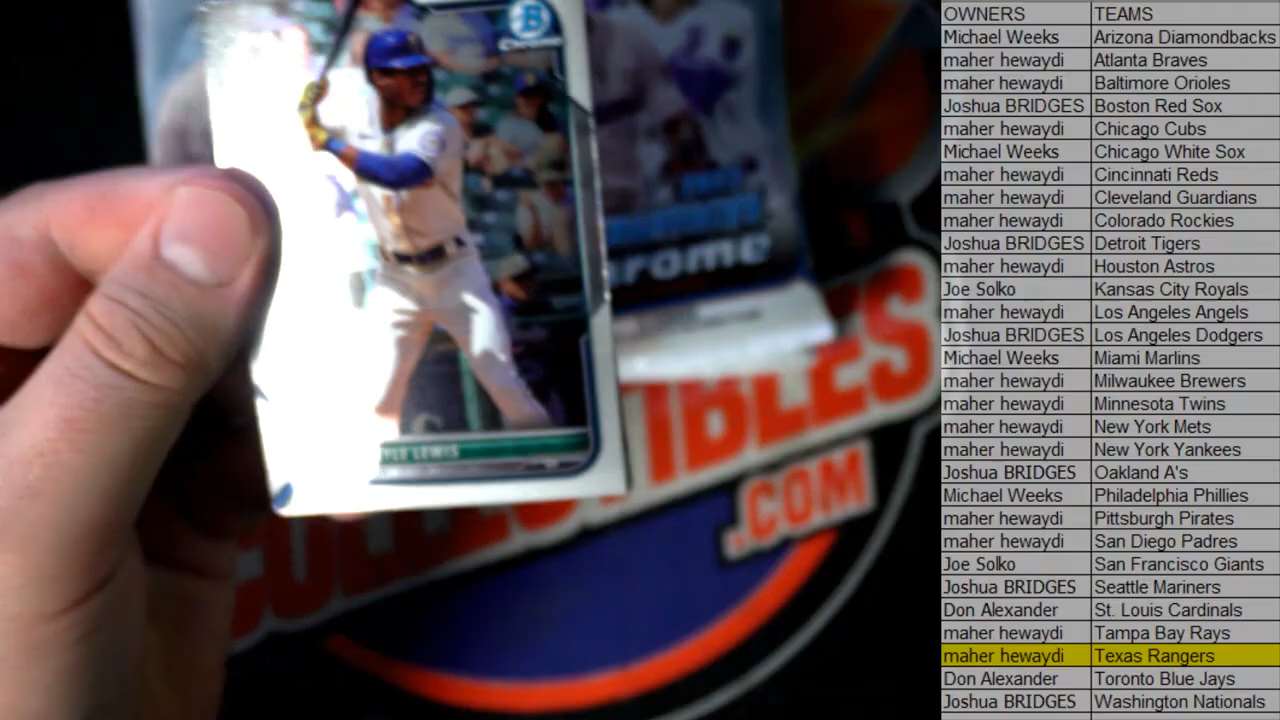 B
CHROME
YLE LEWIS
hrome
COLLECTIBLES
.COM
OWNERS TEAMS
Michael Weeks Arizona Diamondbacks
maher hewaydi Atlanta Braves
maher hewaydi Baltimore Orioles
Joshua BRIDGES Boston Red Sox
maher hewaydi Chicago Cubs
Michael Weeks Chicago White Sox
maher hewaydi Cincinnati Reds
maher hewaydi Cleveland Guardians
maher hewaydi Colorado Rockies
Joshua BRIDGES Detroit Tigers
maher hewaydi Houston Astros
Joe Solko Kansas City Royals
maher hewaydi Los Angeles Angels
Joshua BRIDGES Los Angeles Dodgers
Michael Weeks Miami Marlins
maher hewaydi Milwaukee Brewers
maher hewaydi Minnesota Twins
maher hewaydi New York Mets
maher hewaydi New York Yankees
Joshua BRIDGES Oakland A's
Michael Weeks Philadelphia Phillies
maher hewaydi Pittsburgh Pirates
maher hewaydi San Diego Padres
Joe Solko San Francisco Giants
Joshua BRIDGES Seattle Mariners
Don Alexander St. Louis Cardinals
maher hewaydi Tampa Bay Rays
maher hewaydi Texas Rangers
Don Alexander Toronto Blue Jays
Joshua BRIDGES Washington Nationals